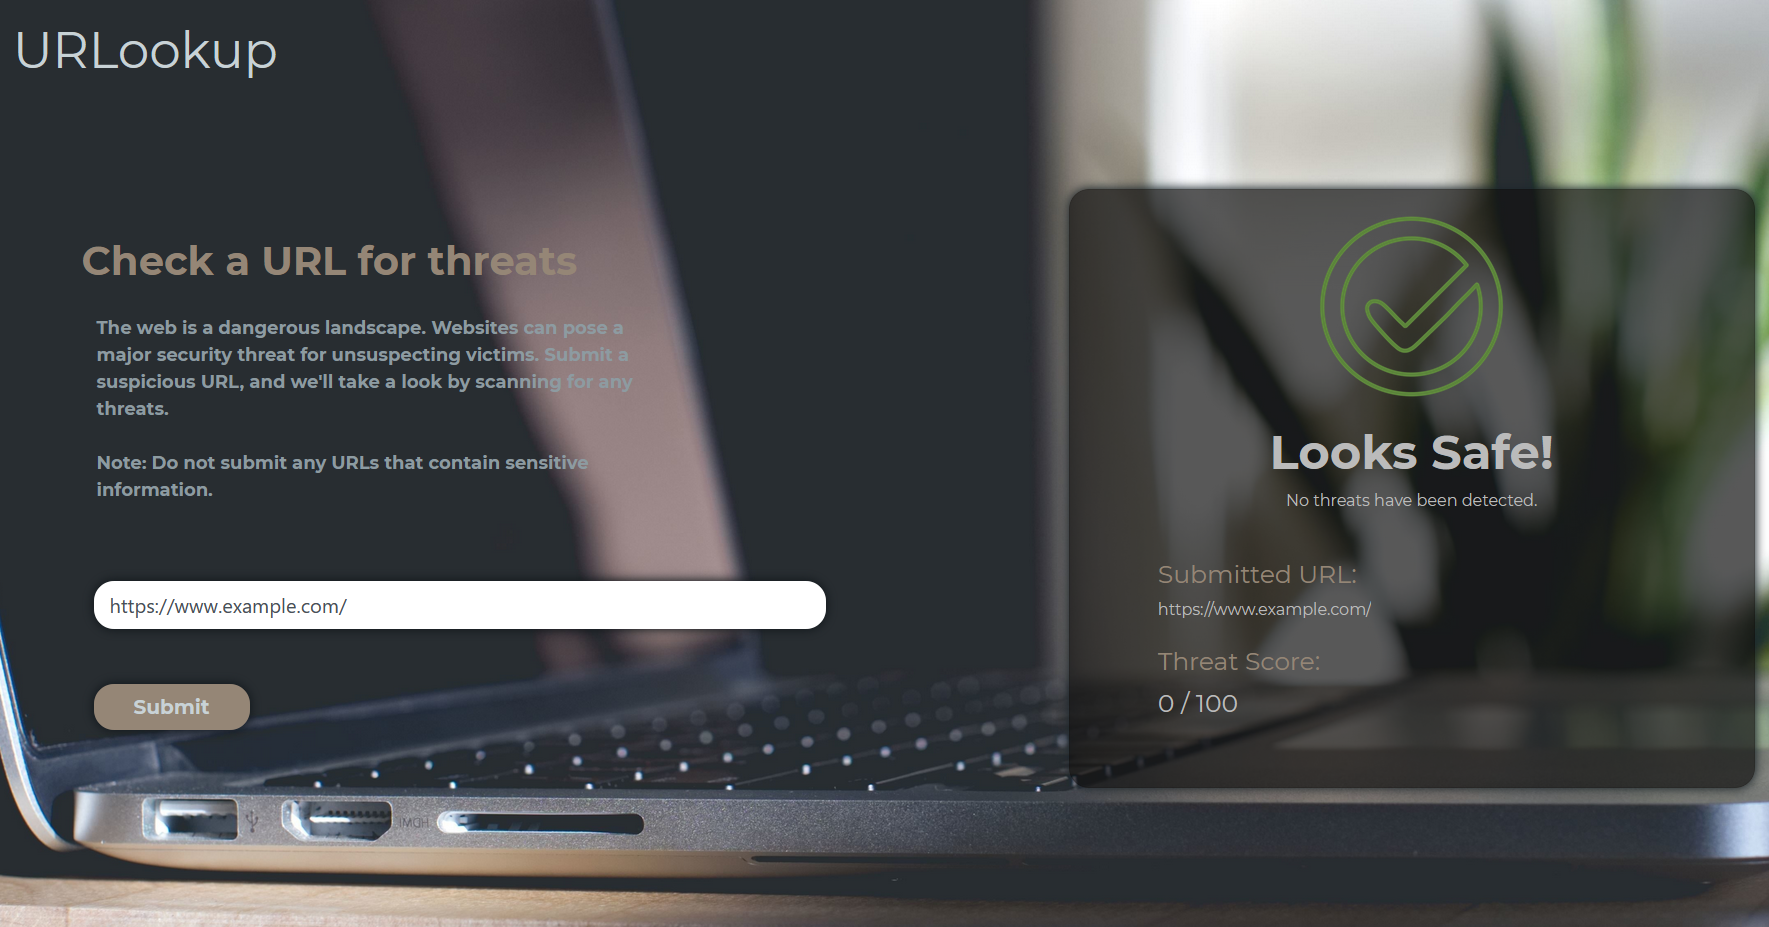 URLookup
Check a URL for threats
The web is a dangerous landscape. Websites can pose a
major security threat for unsuspecting victims. Submit a
suspicious URL, and we'll take a look by scanning for any
threats.
Note: Do not submit any URLs that contain sensitive
information.
https://www.example.com/
Submit
Looks Safe!
No threats have been detected.
Submitted URL:
https://www.example.com/
Threat Score:
0 / 100
HDMI